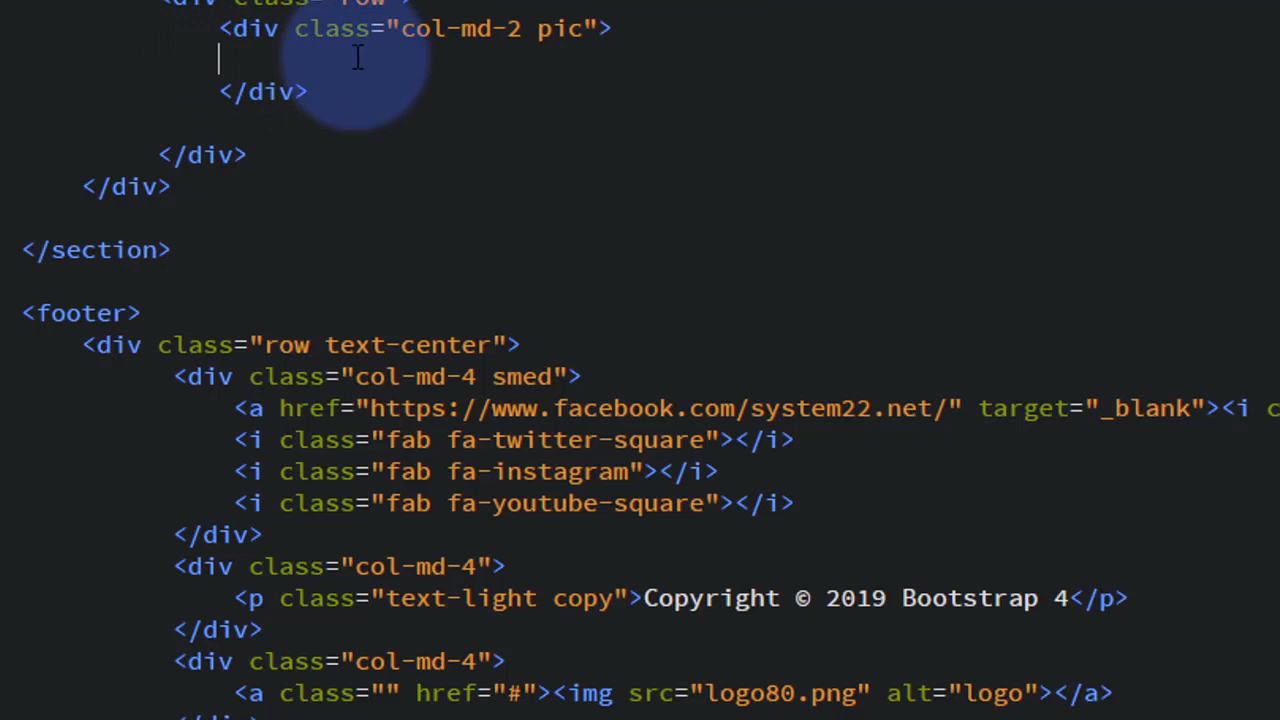 <div class="row">
<div class="col-md-2 pic">
</div>
</div>
</div>
</section>
<footer>
<div class="row text-center">
<div class="col-md-4 smed">
<a href="https://www.facebook.com/system22.net/" target="_blank"><i c
<i class="fab fa-twitter-square"></i>
<i class="fab fa-instagram"></i>
<i class="fab fa-youtube-square"></i>
</div>
<div class="col-md-4">
<p class="text-light copy">Copyright © 2019 Bootstrap 4</p>
</div>
<div class="col-md-4">
<a class="" href="#"><img src="logo80.png" alt="logo"></a>